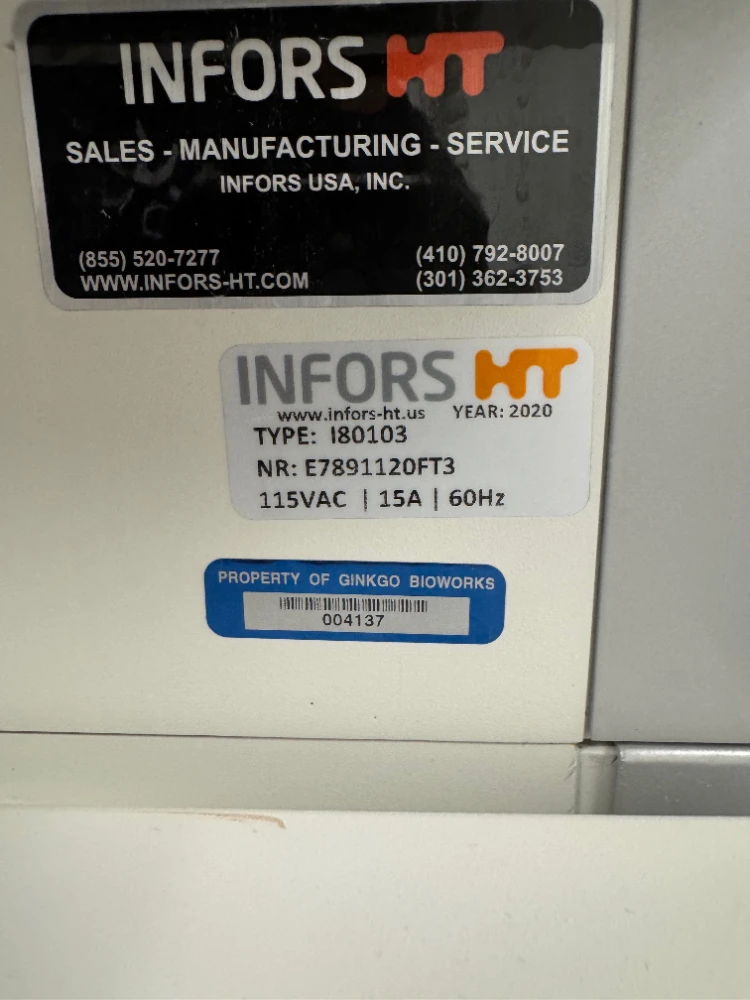 INFORS HT
SALES - MANUFACTURING - SERVICE
INFORS USA, INC.
(855) 520-7277 (410) 792-8007
WWW.INFORS-HT.COM (301) 362-3753
INFORS HT
www.infors-ht.us YEAR: 2020
TYPE: I80103
NR: E7891120FT3
115VAC | 15A | 60Hz
PROPERTY OF GINKGO BIOWORKS
004137